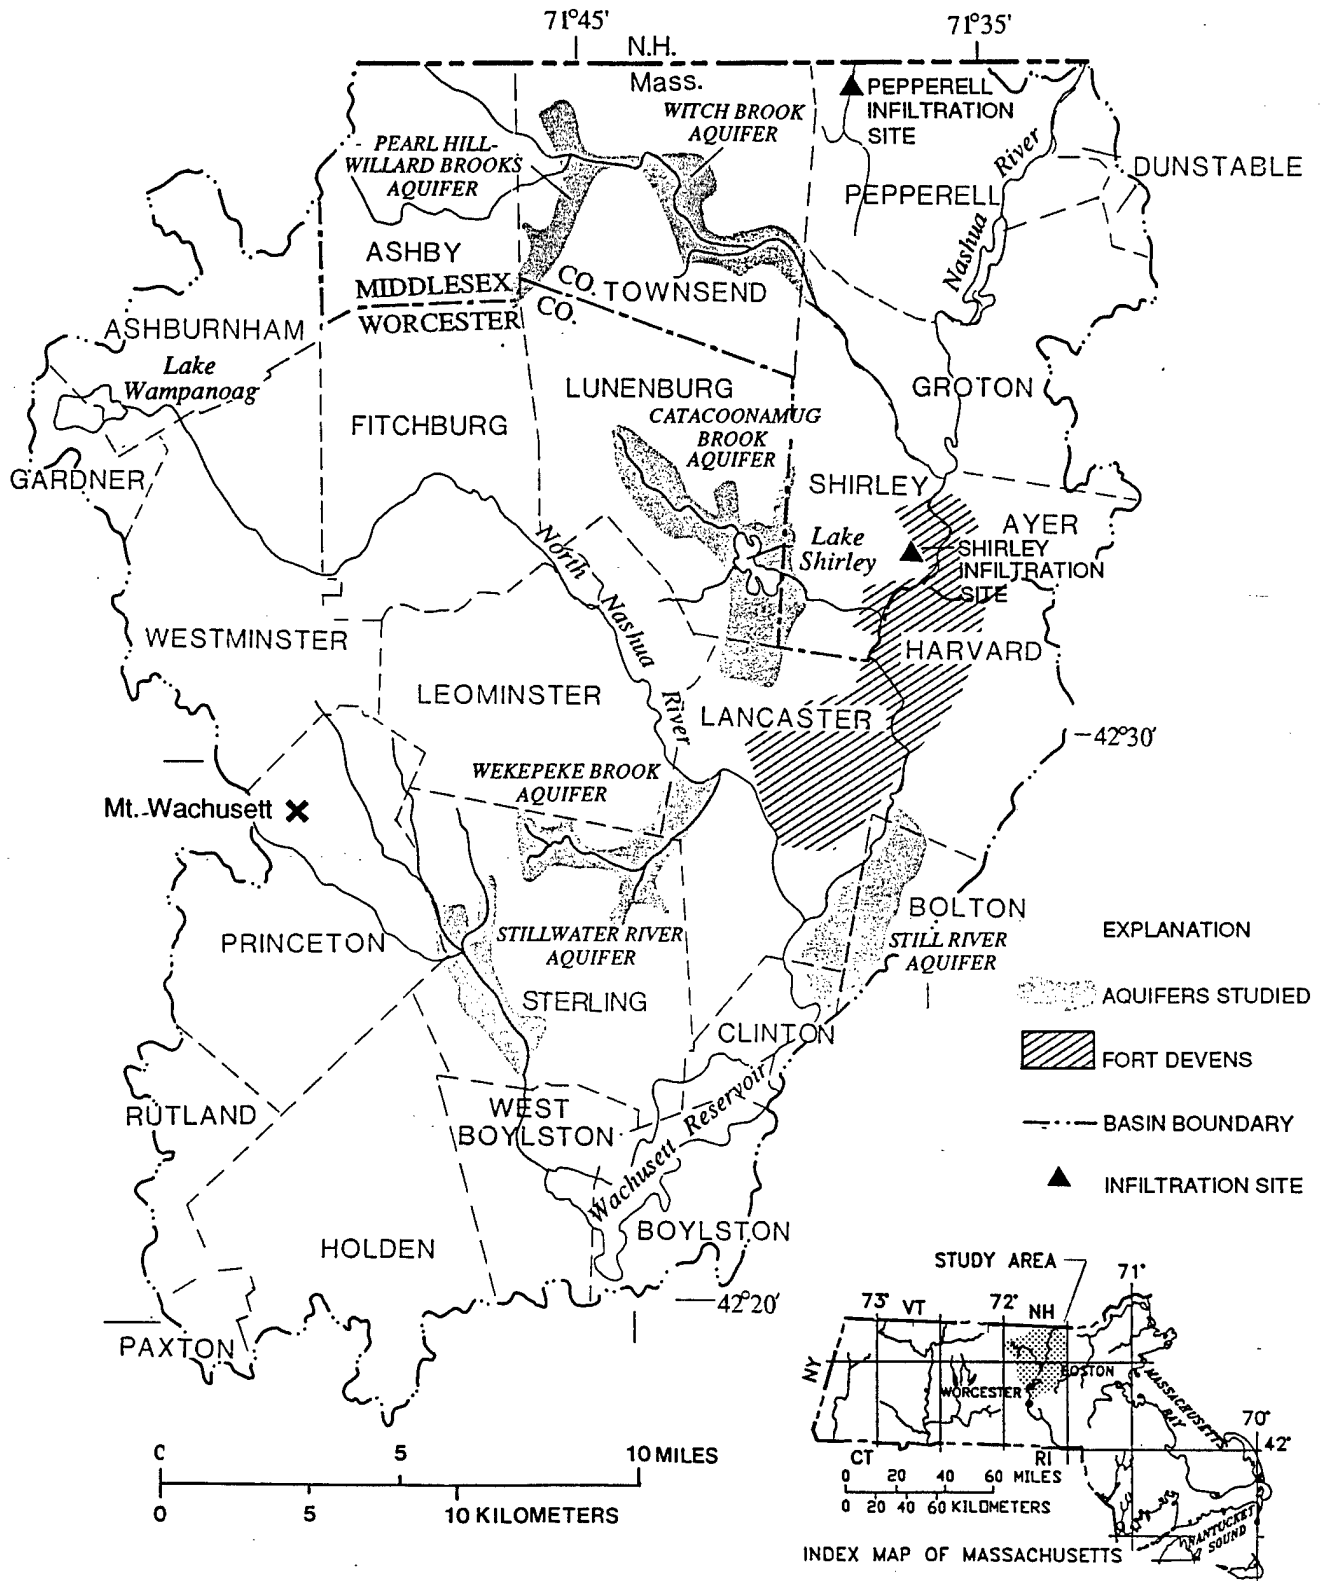 71°45'
71°35'
N.H.
Mass.
PEPPERELL
INFILTRATION
SITE
WITCH BROOK
AQUIFER
PEARL HILL-
WILLARD BROOKS
AQUIFER
Nashua River
DUNSTABLE
PEPPERELL
ASHBY
MIDDLESEX CO.
WORCESTER CO.
TOWNSEND
ASHBURNHAM
Lake
Wampanoag
LUNENBURG
GROTON
FITCHBURG
CATACOONAMUG
BROOK
AQUIFER
GARDNER
SHIRLEY
AYER
Lake
Shirley
SHIRLEY
INFILTRATION
SITE
North Nashua River
WESTMINSTER
HARVARD
LEOMINSTER
LANCASTER
42°30'
WEKEPEKE BROOK
AQUIFER
Mt. Wachusett
BOLTON
STILL RIVER
AQUIFER
PRINCETON
STILLWATER RIVER
AQUIFER
STERLING
CLINTON
RUTLAND
WEST
BOYLSTON
Wachusett Reservoir
BOYLSTON
HOLDEN
42°20'
PAXTON
EXPLANATION
AQUIFERS STUDIED
FORT DEVENS
BASIN BOUNDARY
INFILTRATION SITE
0 5 10 MILES
0 5 10 KILOMETERS
STUDY AREA
71°
73°
VT
72°
NH
NY
BOSTON
WORCESTER
MASSACHUSETTS
BAY
70°
42°
CT
RI
0 20 40 60 MILES
0 20 40 60 KILOMETERS
NANTUCKET
SOUND
INDEX MAP OF MASSACHUSETTS